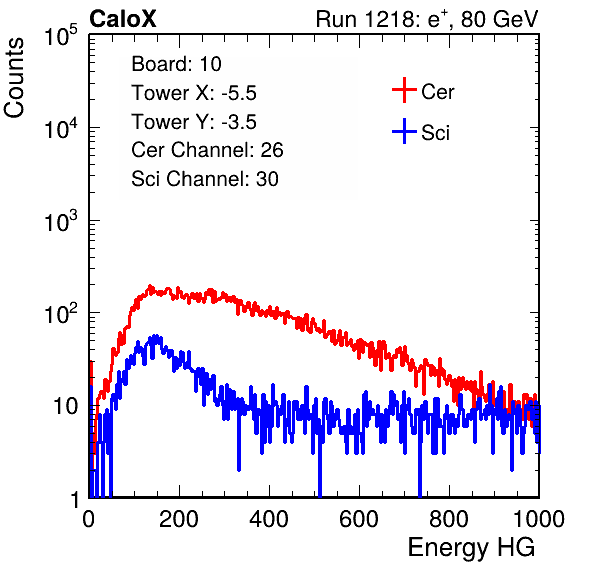 CaloX Run 1218: e⁺, 80 GeV
Board: 10
Tower X: -5.5
Tower Y: -3.5
Cer Channel: 26
Sci Channel: 30
Cer
Sci
Counts
10⁵
10⁴
10³
10²
10
1
0 200 400 600 800 1000
Energy HG